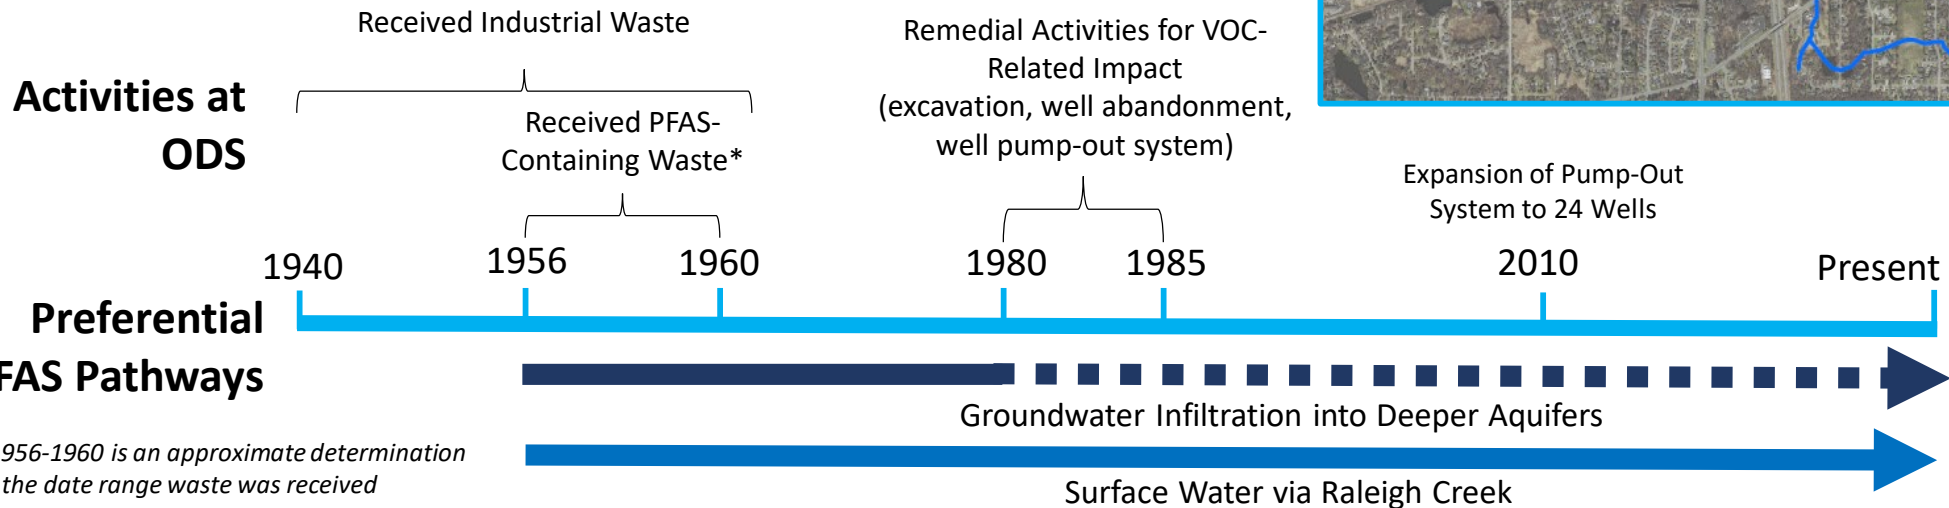 Received Industrial Waste
Remedial Activities for VOC-
Related Impact
(excavation, well abandonment,
well pump-out system)
Activities at
ODS
Received PFAS-
Containing Waste*
Expansion of Pump-Out
System to 24 Wells
1940
1956
1960
1980
1985
2010
Present
Preferential
FAS Pathways
Groundwater Infiltration into Deeper Aquifers
956-1960 is an approximate determination
the date range waste was received
Surface Water via Raleigh Creek